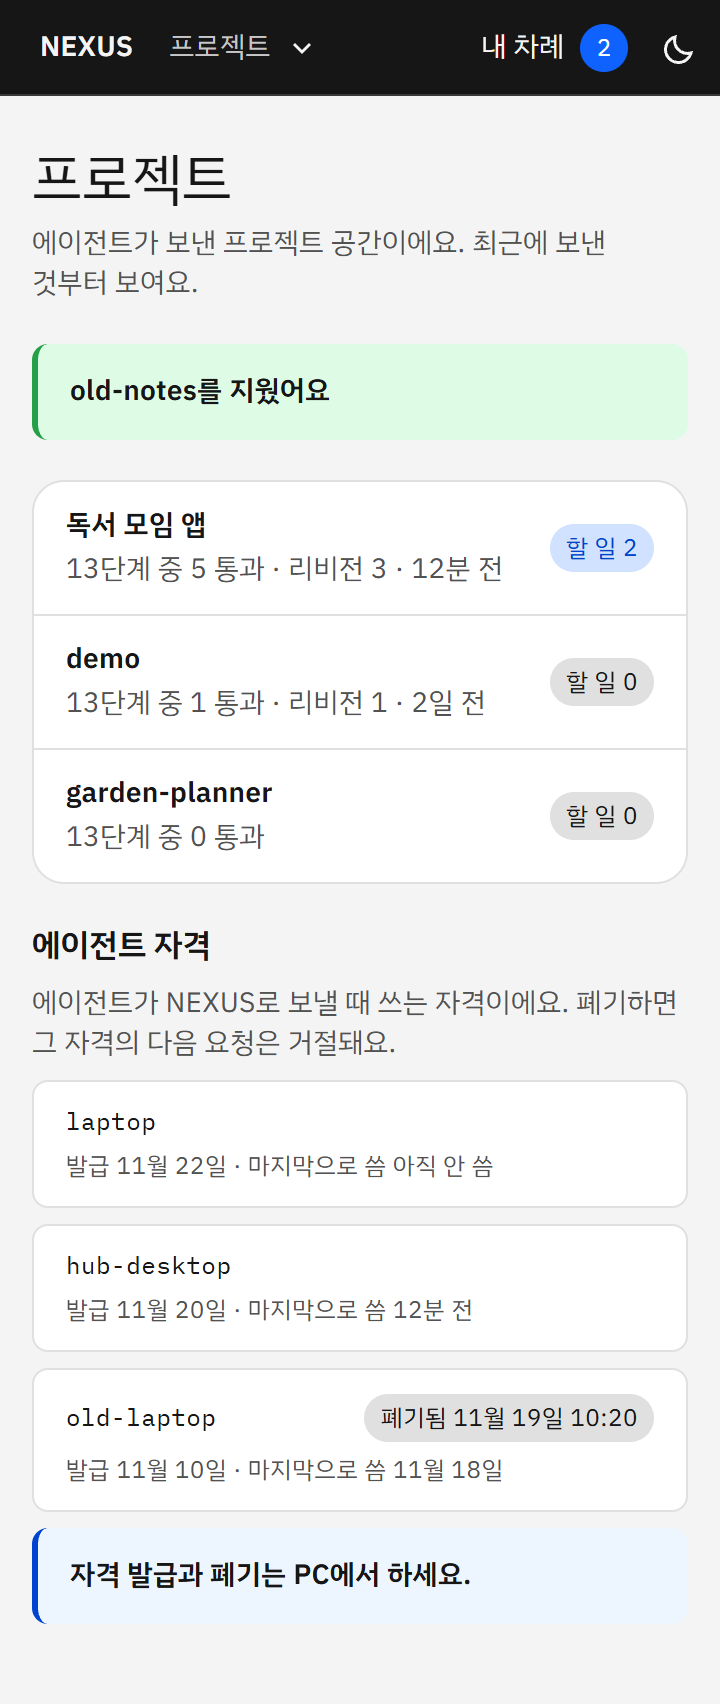 NEXUS 프로젝트 내 차례 2
프로젝트
에이전트가 보낸 프로젝트 공간이에요. 최근에 보낸
것부터 보여요.
old-notes를 지웠어요
독서 모임 앱
13단계 중 5 통과 · 리비전 3 · 12분 전
할 일 2
demo
13단계 중 1 통과 · 리비전 1 · 2일 전
할 일 0
garden-planner
13단계 중 0 통과
할 일 0
에이전트 자격
에이전트가 NEXUS로 보낼 때 쓰는 자격이에요. 폐기하면
그 자격의 다음 요청은 거절돼요.
laptop
발급 11월 22일 · 마지막으로 씀 아직 안 씀
hub-desktop
발급 11월 20일 · 마지막으로 씀 12분 전
old-laptop 폐기됨 11월 19일 10:20
발급 11월 10일 · 마지막으로 씀 11월 18일
자격 발급과 폐기는 PC에서 하세요.